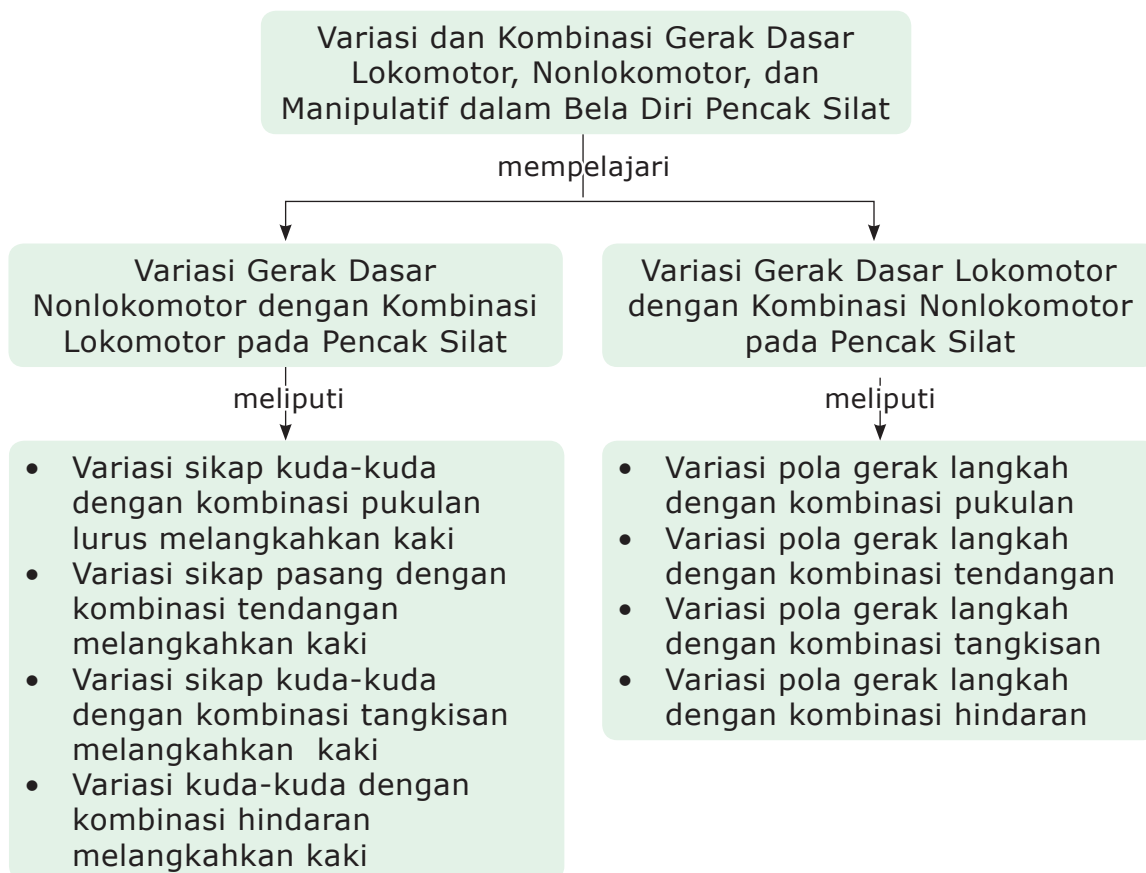 Variasi dan Kombinasi Gerak Dasar
Lokomotor, Nonlokomotor, dan
Manipulatif dalam Bela Diri Pencak Silat
mempelajari
Variasi Gerak Dasar
Nonlokomotor dengan Kombinasi
Lokomotor pada Pencak Silat
meliputi
• Variasi sikap kuda-kuda
dengan kombinasi pukulan
lurus melangkahkan kaki
• Variasi sikap pasang dengan
kombinasi tendangan
melangkahkan kaki
• Variasi sikap kuda-kuda
dengan kombinasi tangkisan
melangkahkan kaki
• Variasi kuda-kuda dengan
kombinasi hindaran
melangkahkan kaki
Variasi Gerak Dasar Lokomotor
dengan Kombinasi Nonlokomotor
pada Pencak Silat
meliputi
• Variasi pola gerak langkah
dengan kombinasi pukulan
• Variasi pola gerak langkah
dengan kombinasi tendangan
• Variasi pola gerak langkah
dengan kombinasi tangkisan
• Variasi pola gerak langkah
dengan kombinasi hindaran